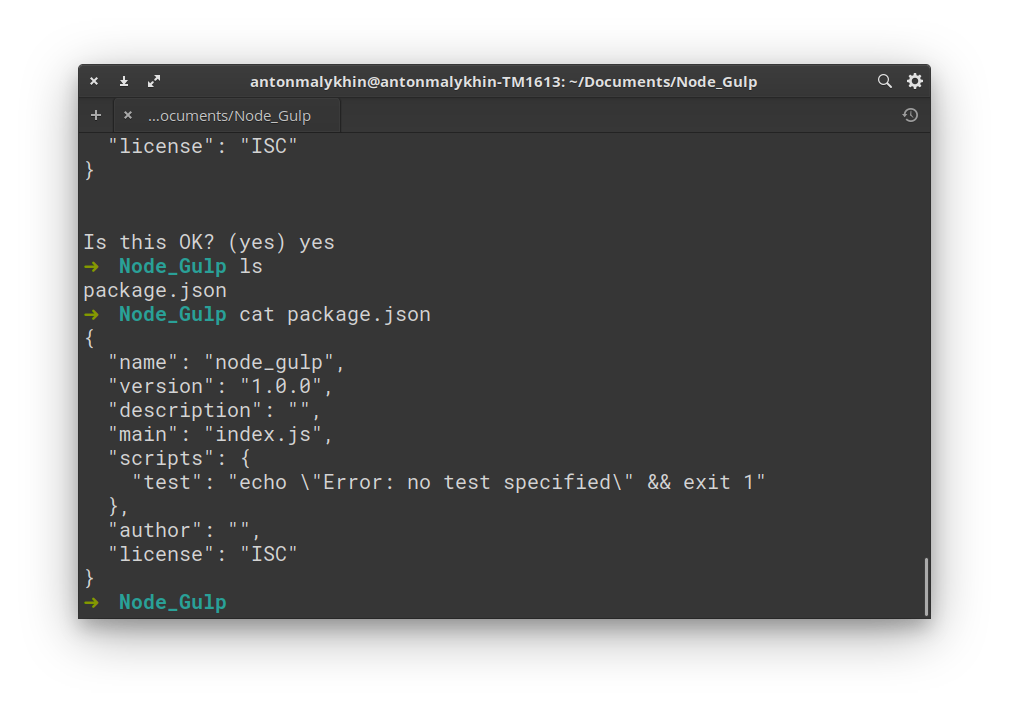 antonmalykhin@antonmalykhin-TM1613: ~/Documents/Node_Gulp
...ocuments/Node_Gulp
  "license": "ISC"
}
Is this OK? (yes) yes
➜  Node_Gulp ls
package.json
➜  Node_Gulp cat package.json
{
  "name": "node_gulp",
  "version": "1.0.0",
  "description": "",
  "main": "index.js",
  "scripts": {
    "test": "echo \"Error: no test specified\" && exit 1"
  },
  "author": "",
  "license": "ISC"
}
➜  Node_Gulp